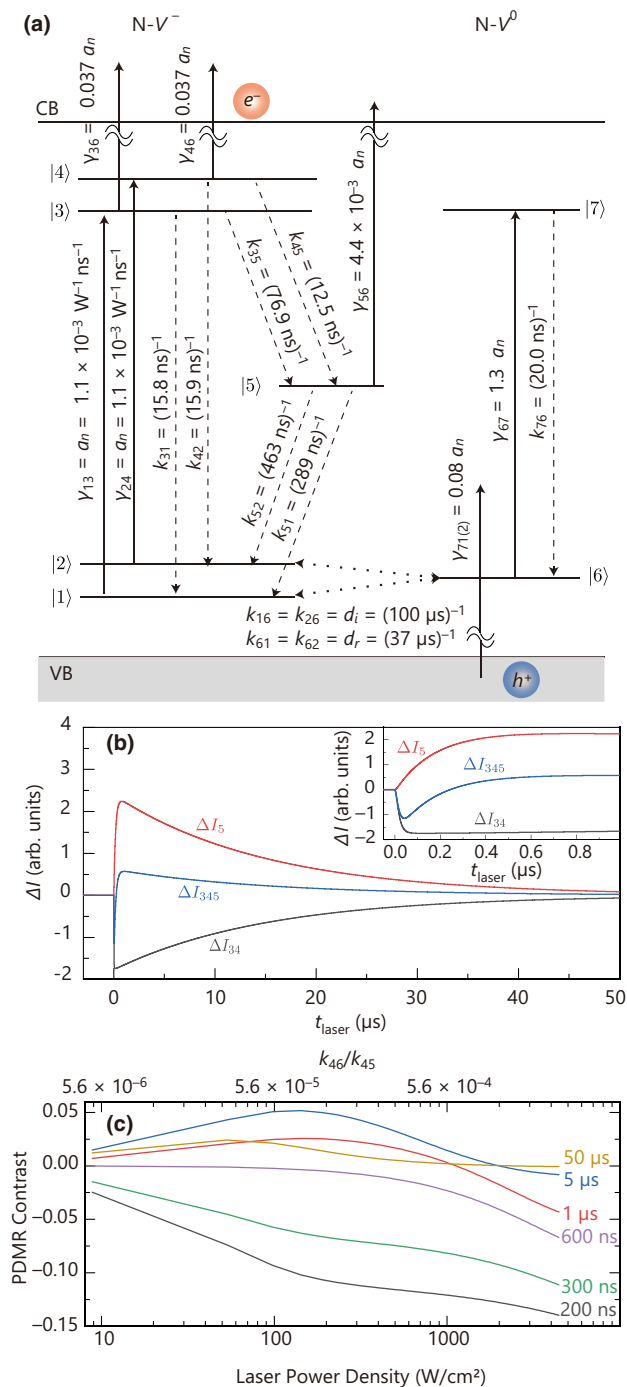 (a)
N-V⁻
N-V⁰
γ₃₆ = 0.037 aₙ
γ₄₆ = 0.037 aₙ
e⁻
CB
|4⟩
|3⟩
|7⟩
γ₁₃ = aₙ = 1.1 × 10⁻³ W⁻¹ ns⁻¹
γ₂₄ = aₙ = 1.1 × 10⁻³ W⁻¹ ns⁻¹
k₃₁ = (15.8 ns)⁻¹
k₄₂ = (15.9 ns)⁻¹
k₃₅ = (76.9 ns)⁻¹
k₄₅ = (12.5 ns)⁻¹
γ₅₆ = 4.4 × 10⁻³ aₙ
γ₆₇ = 1.3 aₙ
k₇₆ = (20.0 ns)⁻¹
|5⟩
k₅₂ = (463 ns)⁻¹
k₅₁ = (289 ns)⁻¹
γ₇₁₍₂₎ = 0.08 aₙ
|2⟩
|6⟩
|1⟩
k₁₆ = k₂₆ = dᵢ = (100 µs)⁻¹
k₆₁ = k₆₂ = dᵣ = (37 µs)⁻¹
VB
h⁺
(b)
ΔI (arb. units)
4
3
2
1
0
-1
-2
ΔI₅
ΔI₃₄₅
ΔI₃₄
0
10
20
30
40
50
t_laser (µs)
ΔI (arb. units)
2
1
0
-1
-2
ΔI₅
ΔI₃₄₅
ΔI₃₄
0.0
0.4
0.8
t_laser (µs)
k₄₆/k₄₅
5.6 × 10⁻⁶
5.6 × 10⁻⁵
5.6 × 10⁻⁴
(c)
PDMR Contrast
0.05
0.00
−0.05
−0.10
−0.15
50 µs
5 µs
1 µs
600 ns
300 ns
200 ns
10
100
1000
Laser Power Density (W/cm²)